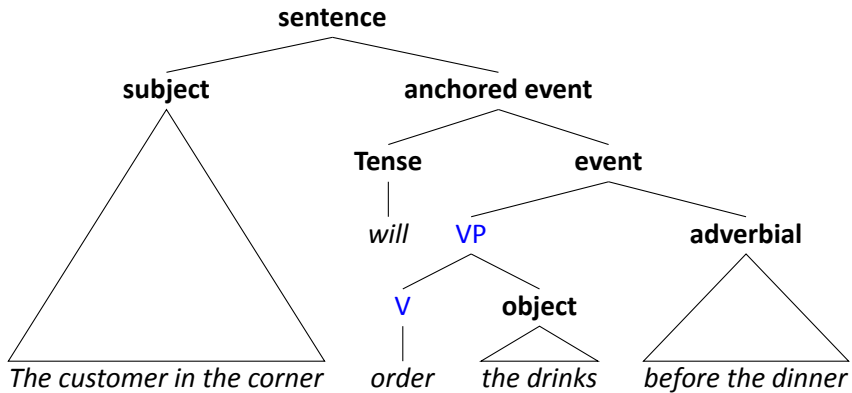 sentence
subject anchored event
Tense event
will VP adverbial
V object
The customer in the corner order the drinks before the dinner